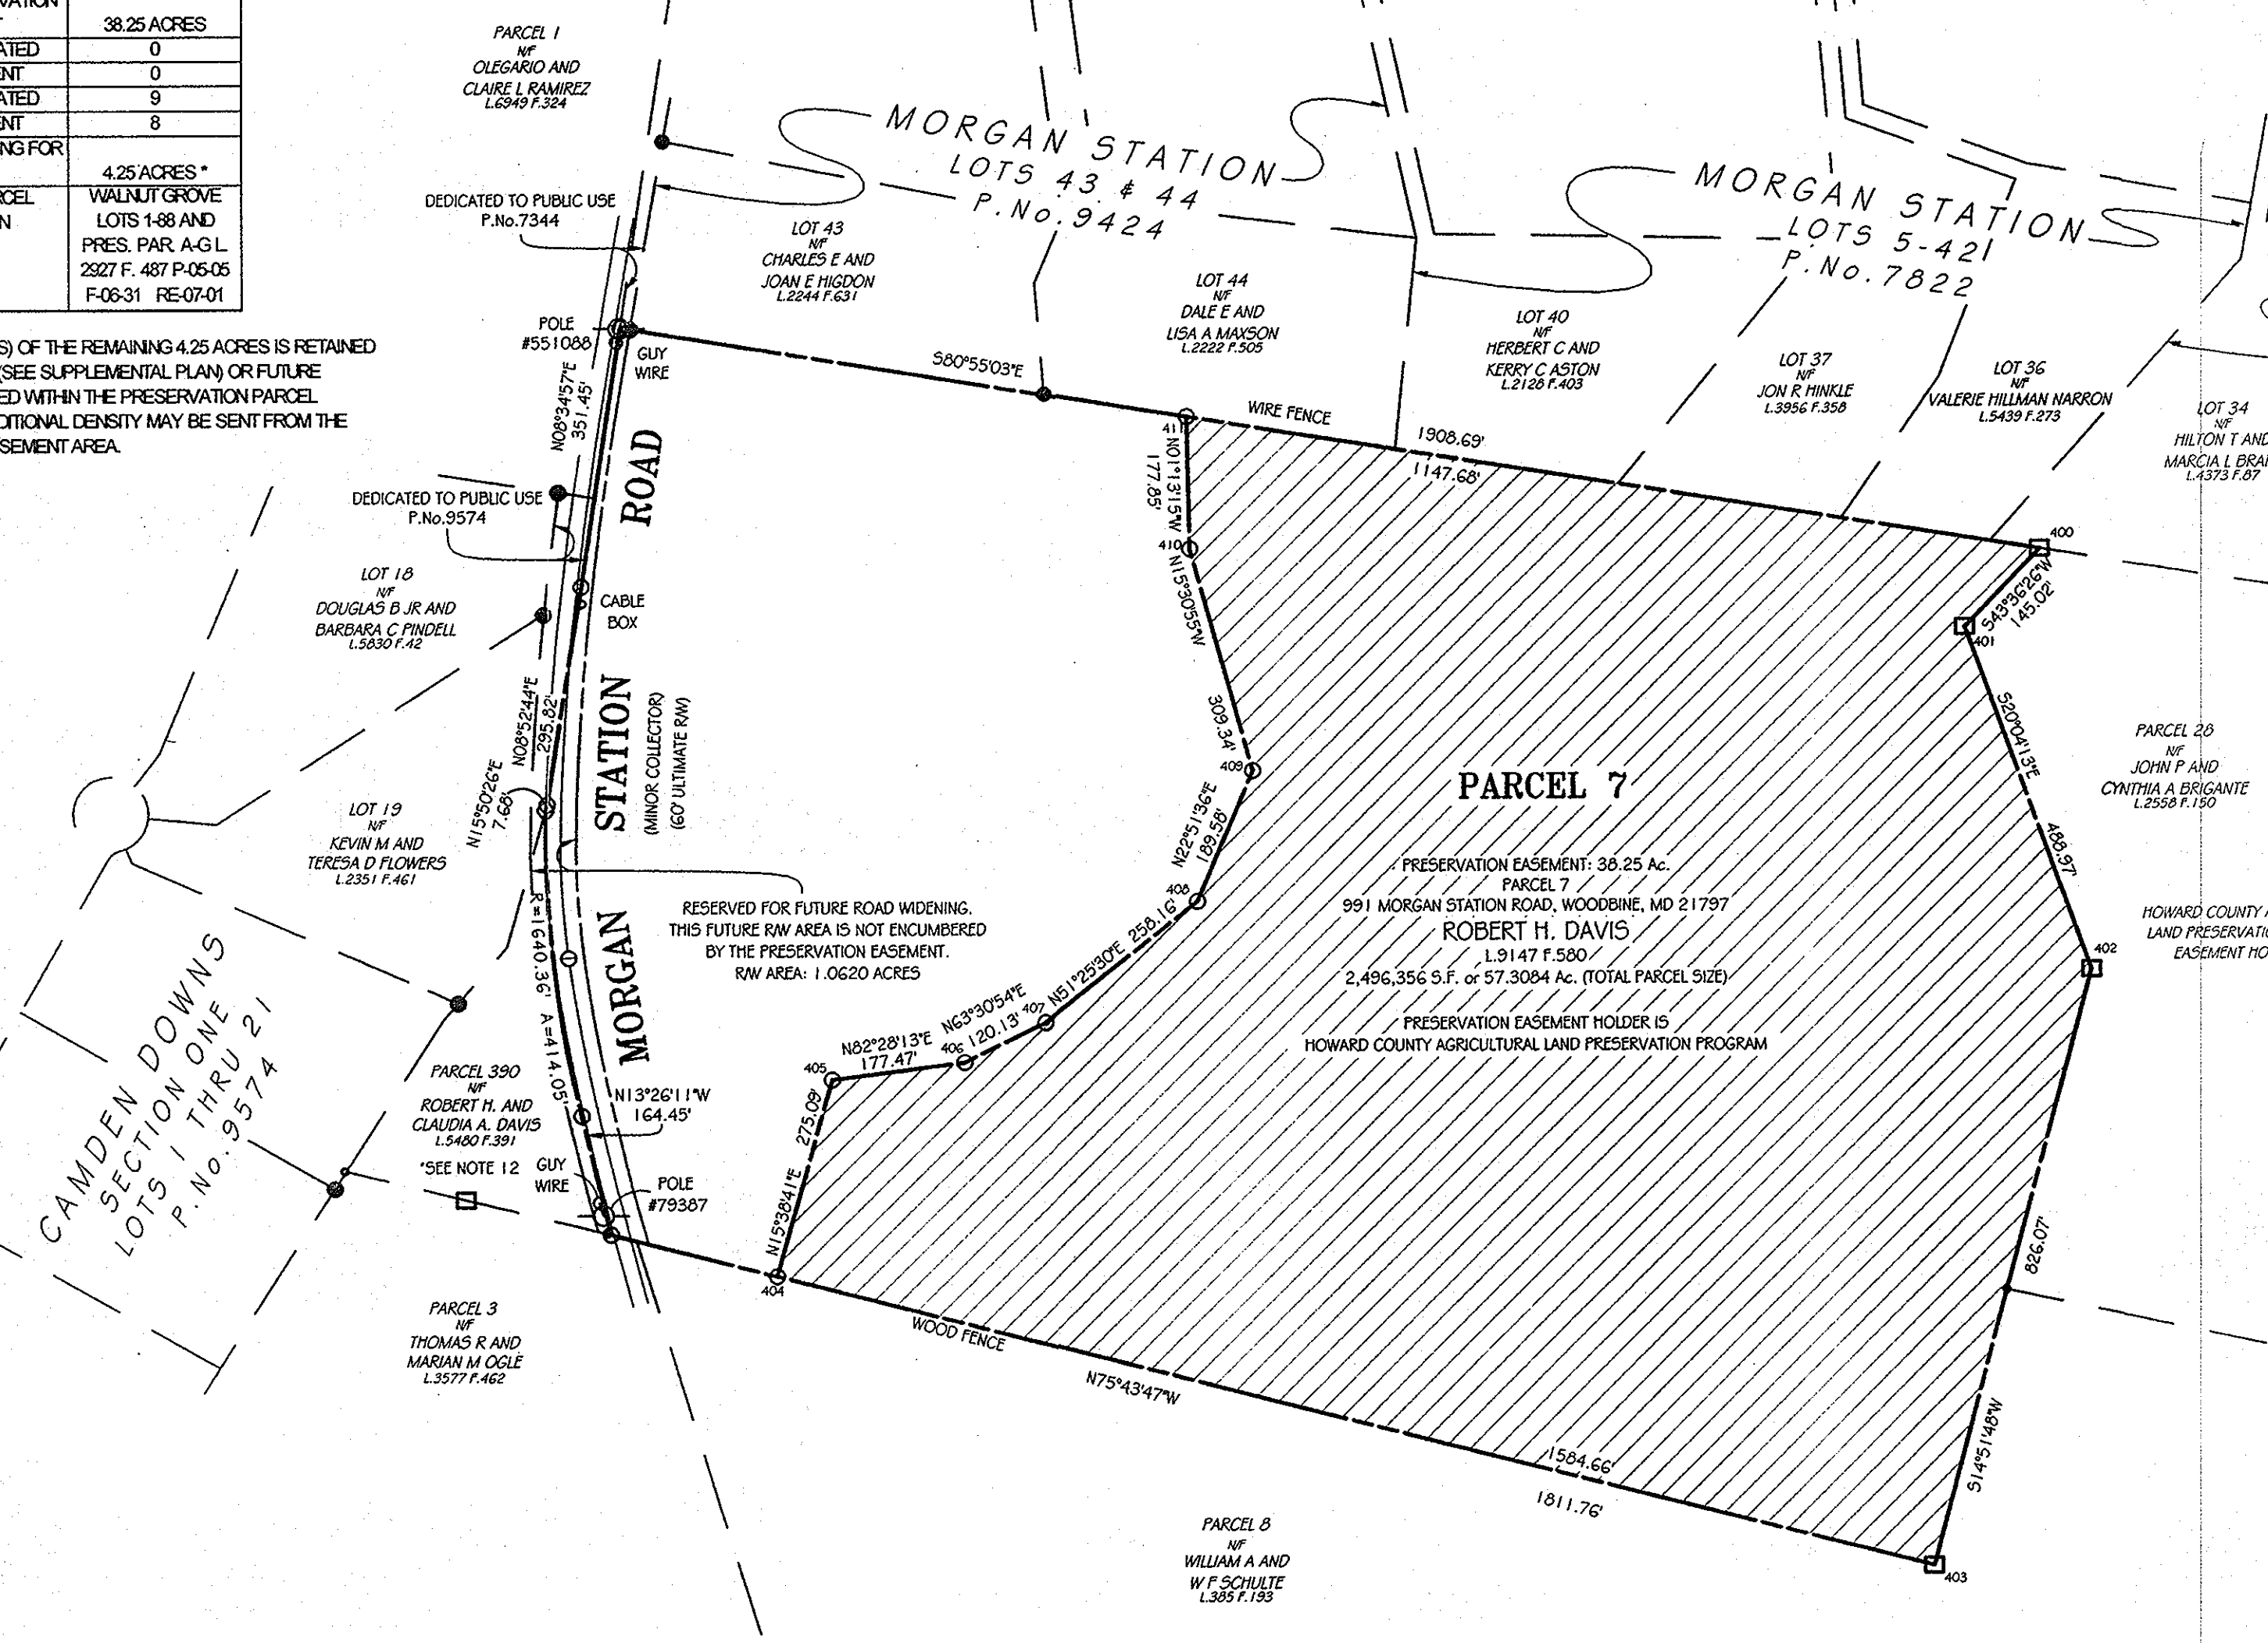 38.25 ACRES
0
0
9
8
4.25 ACRES *
WALNUT GROVE
LOTS 1-88 AND
PRES. PAR. A-G L.
2927 F. 487 P-05-05
F-06-31 RE-07-01
OF THE REMAINING 4.25 ACRES IS RETAINED
(SEE SUPPLEMENTAL PLAN) OR FUTURE
WITHIN THE PRESERVATION PARCEL
DENSITY MAY BE SENT FROM THE
AREA.
PARCEL 1
N/F
OLEGARIO AND
CLAIRE L RAMIREZ
L.6949 F.324
MORGAN STATION
LOTS 43 & 44
P.No.9424
MORGAN STATION
LOTS 5-421
P.No.7822
DEDICATED TO PUBLIC USE
P.No.7344
LOT 43
N/F
CHARLES E AND
JOAN E HIGDON
L.2244 F.631
LOT 44
N/F
DALE E AND
LISA A MAXSON
L.2222 F.505
LOT 40
N/F
HERBERT C AND
KERRY C ASTON
L.2128 F.403
LOT 37
N/F
JON R HINKLE
L.3956 F.358
LOT 36
N/F
VALERIE HILLMAN NARRON
L.5439 F.273
LOT 34
N/F
HILTON T AND
MARCIA L
L.4373 F.87
POLE
#551088
GUY
WIRE
N08°34'57"E
351.45'
S80°55'03"E
WIRE FENCE
1908.69'
1147.68'
411
N01°13'15"W
177.85'
410
N15°30'55"W
309.34'
409
400
S43°36'26"W
145.02'
401
S20°04'13"E
488.97'
402
DEDICATED TO PUBLIC USE
P.No.9574
LOT 18
N/F
DOUGLAS B JR AND
BARBARA C PINDELL
L.5830 F.42
CABLE
BOX
MORGAN STATION ROAD
(MINOR COLLECTOR)
(60' ULTIMATE R/W)
N08°52'44"E
295.82'
N15°50'26"E
7.68'
LOT 19
N/F
KEVIN M AND
TERESA D FLOWERS
L.2351 F.461
PARCEL 28
N/F
JOHN P AND
CYNTHIA A BRIGANTE
L.2558 F.150
HOWARD COUNTY
LAND
EASEMENT
N22°51'36"E
189.58'
408
PARCEL 7
PRESERVATION EASEMENT: 38.25 Ac.
PARCEL 7
991 MORGAN STATION ROAD, WOODBINE, MD 21797
ROBERT H. DAVIS
L.9147 F.580
2,496,356 S.F. or 57.3084 Ac. (TOTAL PARCEL SIZE)
PRESERVATION EASEMENT HOLDER IS
HOWARD COUNTY AGRICULTURAL LAND PRESERVATION PROGRAM
RESERVED FOR FUTURE ROAD WIDENING.
THIS FUTURE R/W AREA IS NOT ENCUMBERED
BY THE PRESERVATION EASEMENT.
R/W AREA: 1.0620 ACRES
N51°25'30"E 258.16'
407
N63°30'54"E
120.13'
406
N82°28'13"E
177.47'
405
275.09'
N15°38'41"E
404
R=1640.36' A=414.05'
N13°26'11"W
164.45'
CAMDEN DOWNS
SECTION ONE
LOTS 1 THRU 21
P.No.9574
PARCEL 390
N/F
ROBERT H. AND
CLAUDIA A. DAVIS
L.5480 F.391
*SEE NOTE 12
GUY
WIRE
POLE
#79387
PARCEL 3
N/F
THOMAS R AND
MARIAN M OGLE
L.3577 F.462
WOOD FENCE
N75°43'47"W
1584.66'
1811.76'
826.07'
S14°51'48"W
403
PARCEL 8
N/F
WILLIAM A AND
W F SCHULTE
L.385 F.193